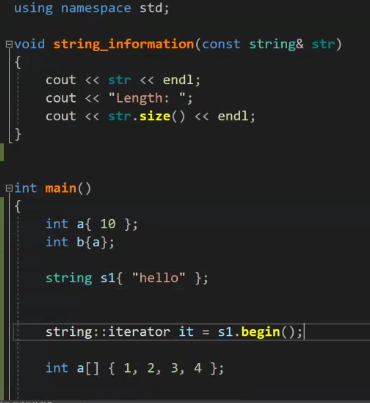 using namespace std;
void string_information(const string& str)
{
cout << str << endl;
cout << "Length: ";
cout << str.size() << endl;
}
int main()
{
int a{ 10 };
int b{a};
string s1{ "hello" };
string::iterator it = s1.begin();
int a[] { 1, 2, 3, 4 };